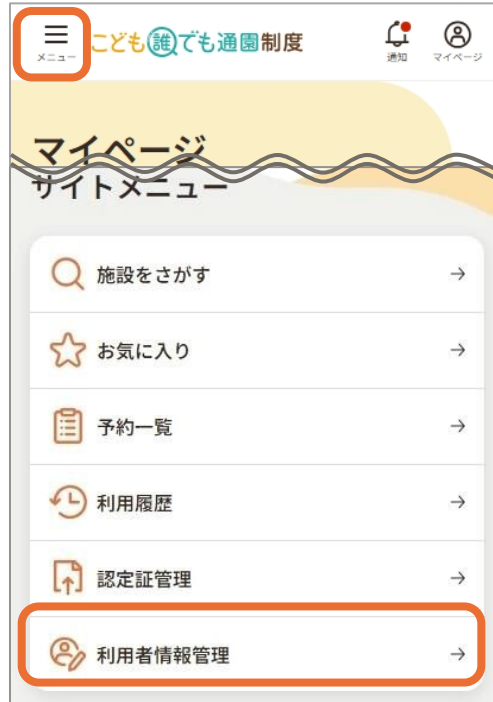 メニュー
こども誰でも通園制度
通知
マイページ
マイページ
サイトメニュー
施設をさがす
お気に入り
予約一覧
利用履歴
認定証管理
利用者情報管理